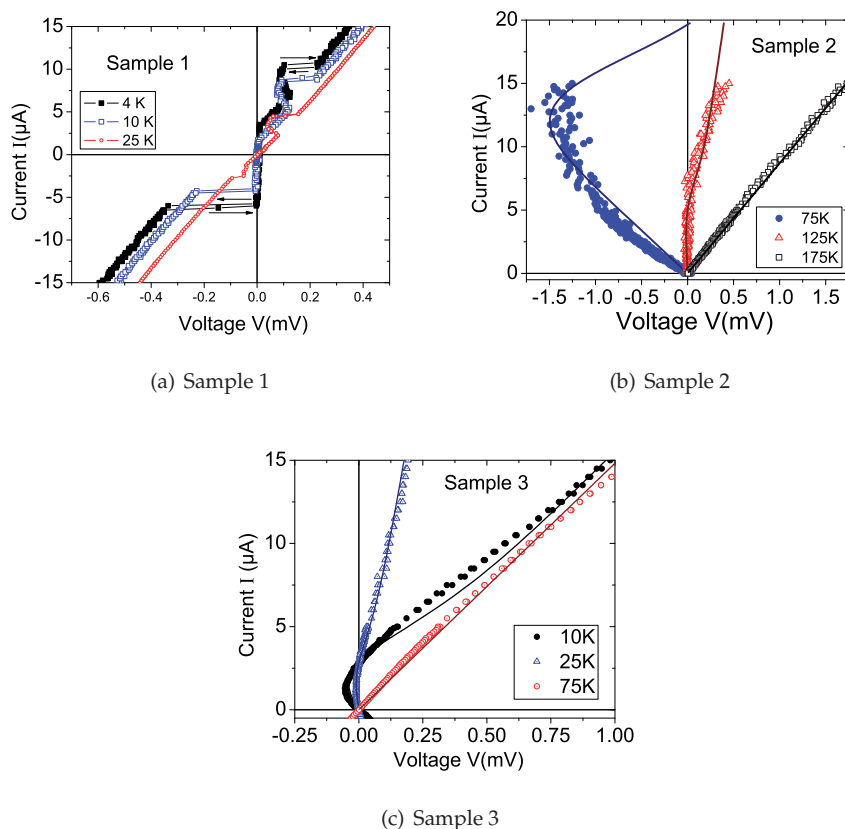 Sample 1
4 K
10 K
25 K
Current I(μA)
15
10
5
0
-5
-10
-15
-0.6 -0.4 -0.2 0.0 0.2 0.4
Voltage V(mV)
(a) Sample 1
Sample 2
75K
125K
175K
Current I(μA)
20
15
10
5
0
-1.5 -1.0 -0.5 0.0 0.5 1.0 1.5
Voltage V(mV)
(b) Sample 2
Sample 3
10K
25K
75K
Current I (μA)
15
10
5
0
-0.25 0.00 0.25 0.50 0.75 1.00
Voltage V(mV)
(c) Sample 3